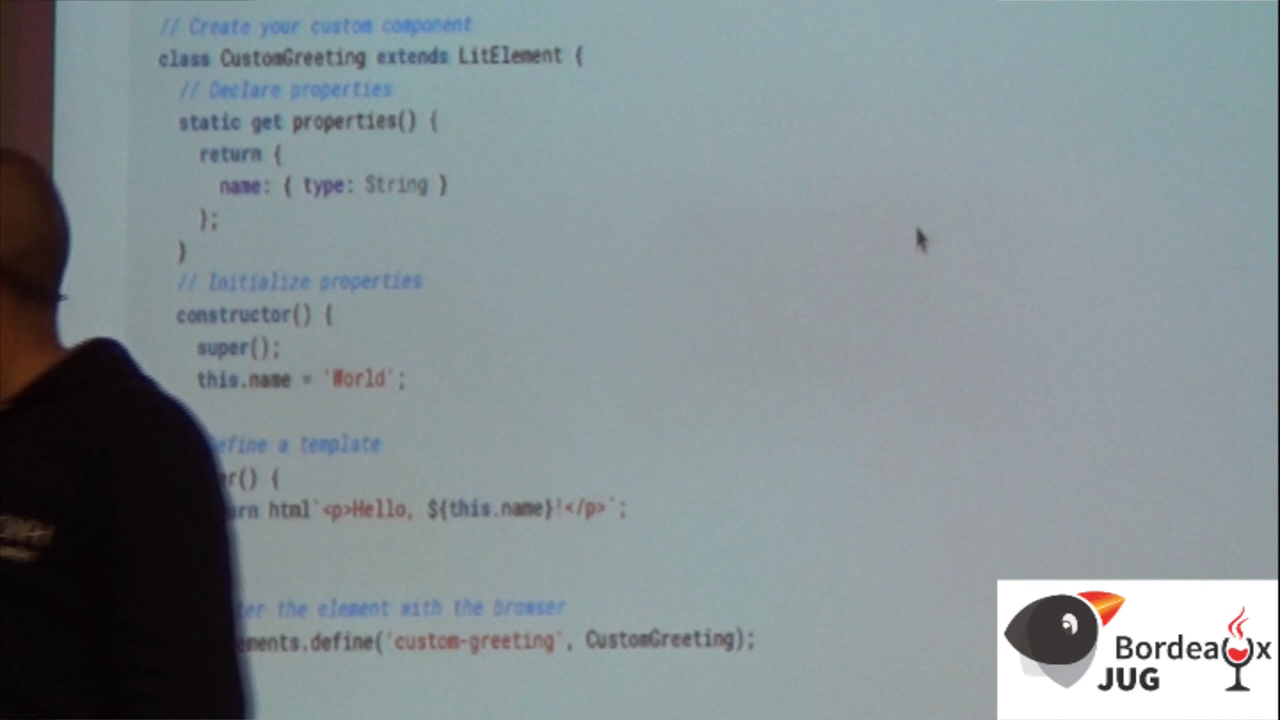 // Create your custom component
class CustomGreeting extends LitElement {
// Declare properties
static get properties() {
return {
name: { type: String }
};
}
// Initialize properties
constructor() {
super();
this.name = 'World';
efine a template
r() {
urn html`<p>Hello, ${this.name}!</p>`;
ter the element with the browser
ements.define('custom-greeting', CustomGreeting);
Bordeaux
JUG